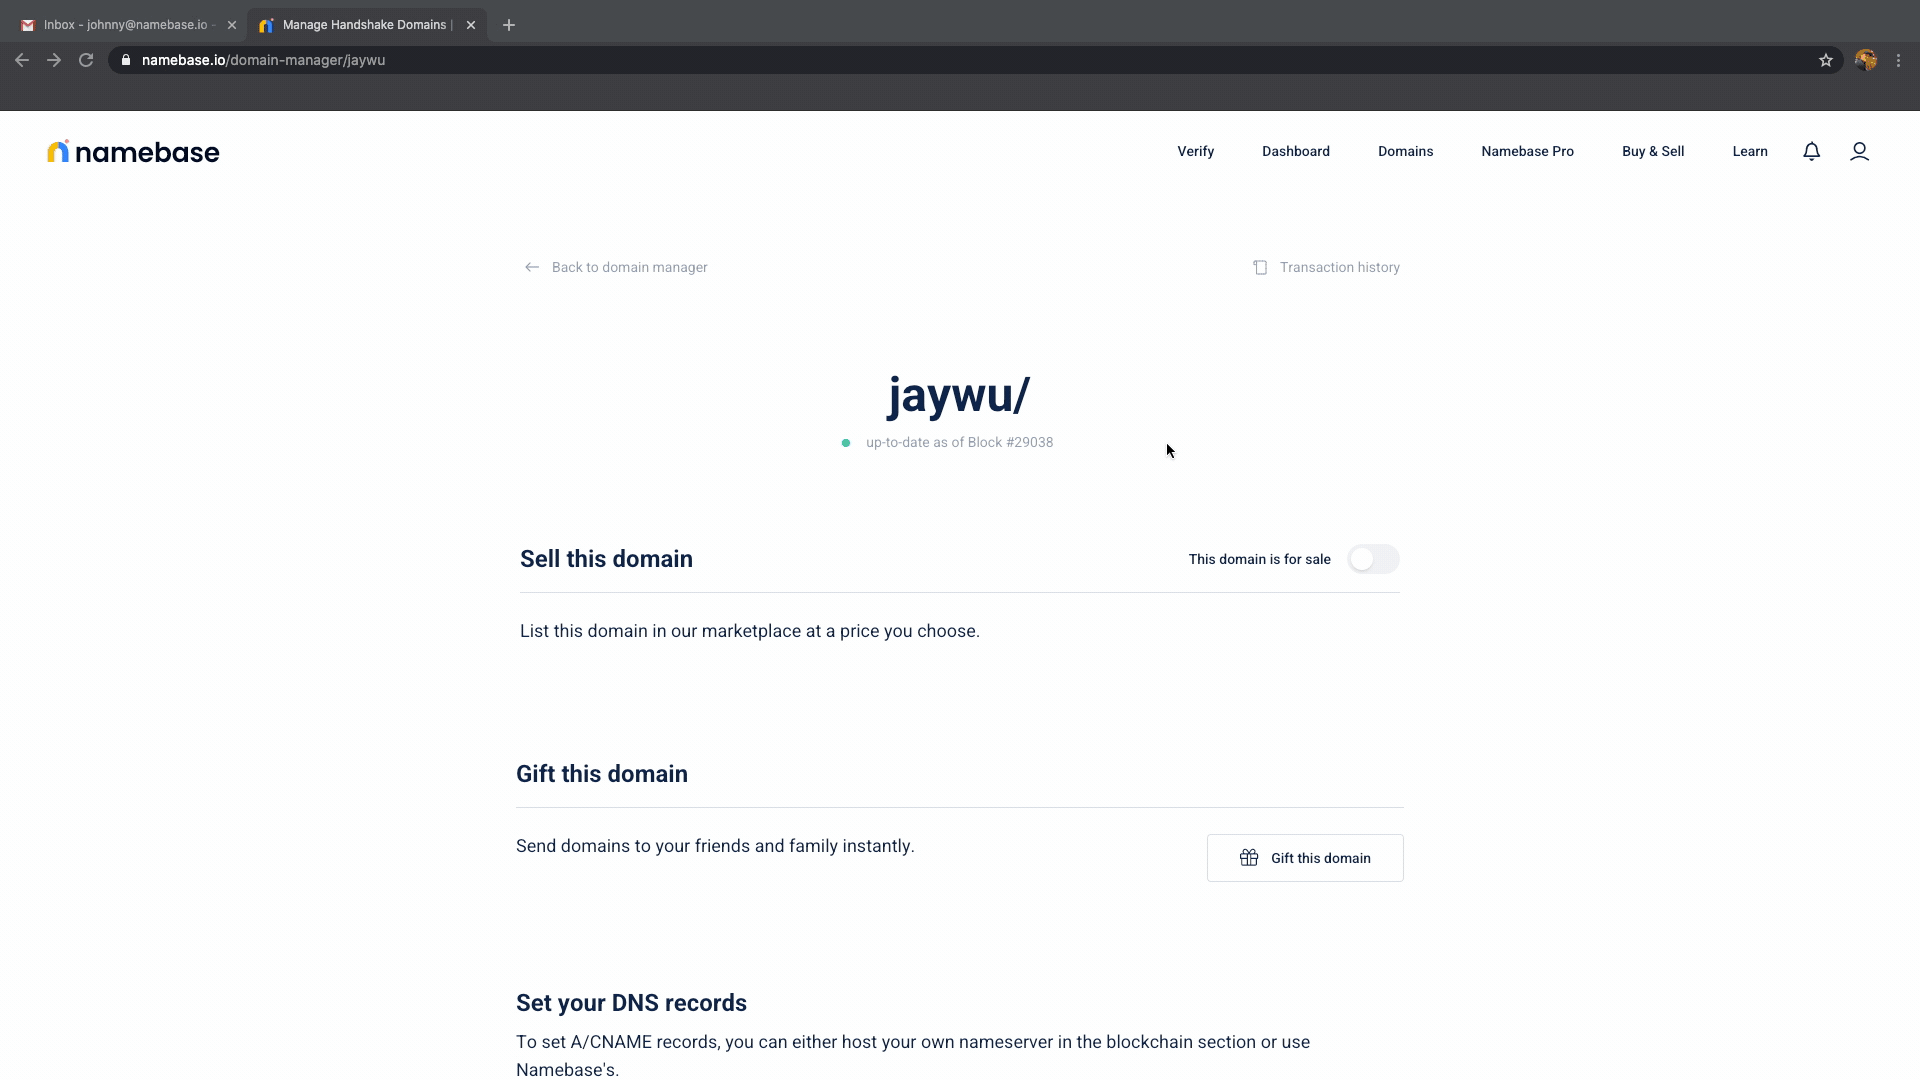 Inbox - johnny@namebase.io -
Manage Handshake Domains |
namebase.io/domain-manager/jaywu
namebase
Verify
Dashboard
Domains
Namebase Pro
Buy & Sell
Learn
Back to domain manager
Transaction history
jaywu/
up-to-date as of Block #29038
Sell this domain
This domain is for sale
List this domain in our marketplace at a price you choose.
Gift this domain
Send domains to your friends and family instantly.
Gift this domain
Set your DNS records
To set A/CNAME records, you can either host your own nameserver in the blockchain section or use
Namebase's.